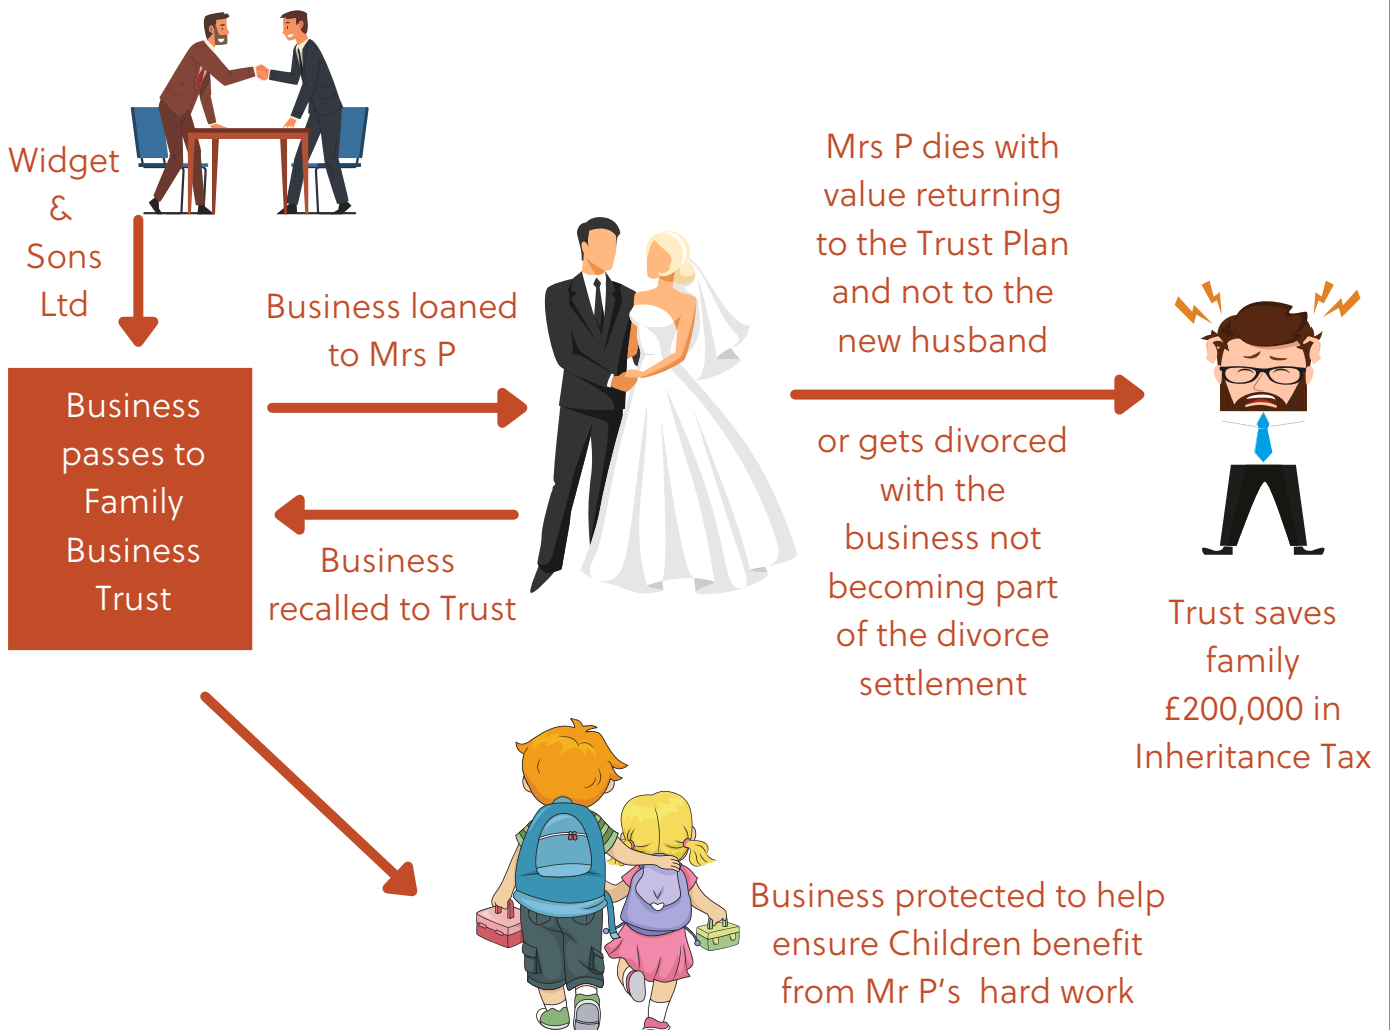 Widget
&
Sons
Ltd
Business
passes to
Family
Business
Trust
Business loaned
to Mrs P
Business
recalled to Trust
Mrs P dies with
value returning
to the Trust Plan
and not to the
new husband
or gets divorced
with the
business not
becoming part
of the divorce
settlement
Trust saves
family
£200,000 in
Inheritance Tax
Business protected to help
ensure Children benefit
from Mr P's  hard work